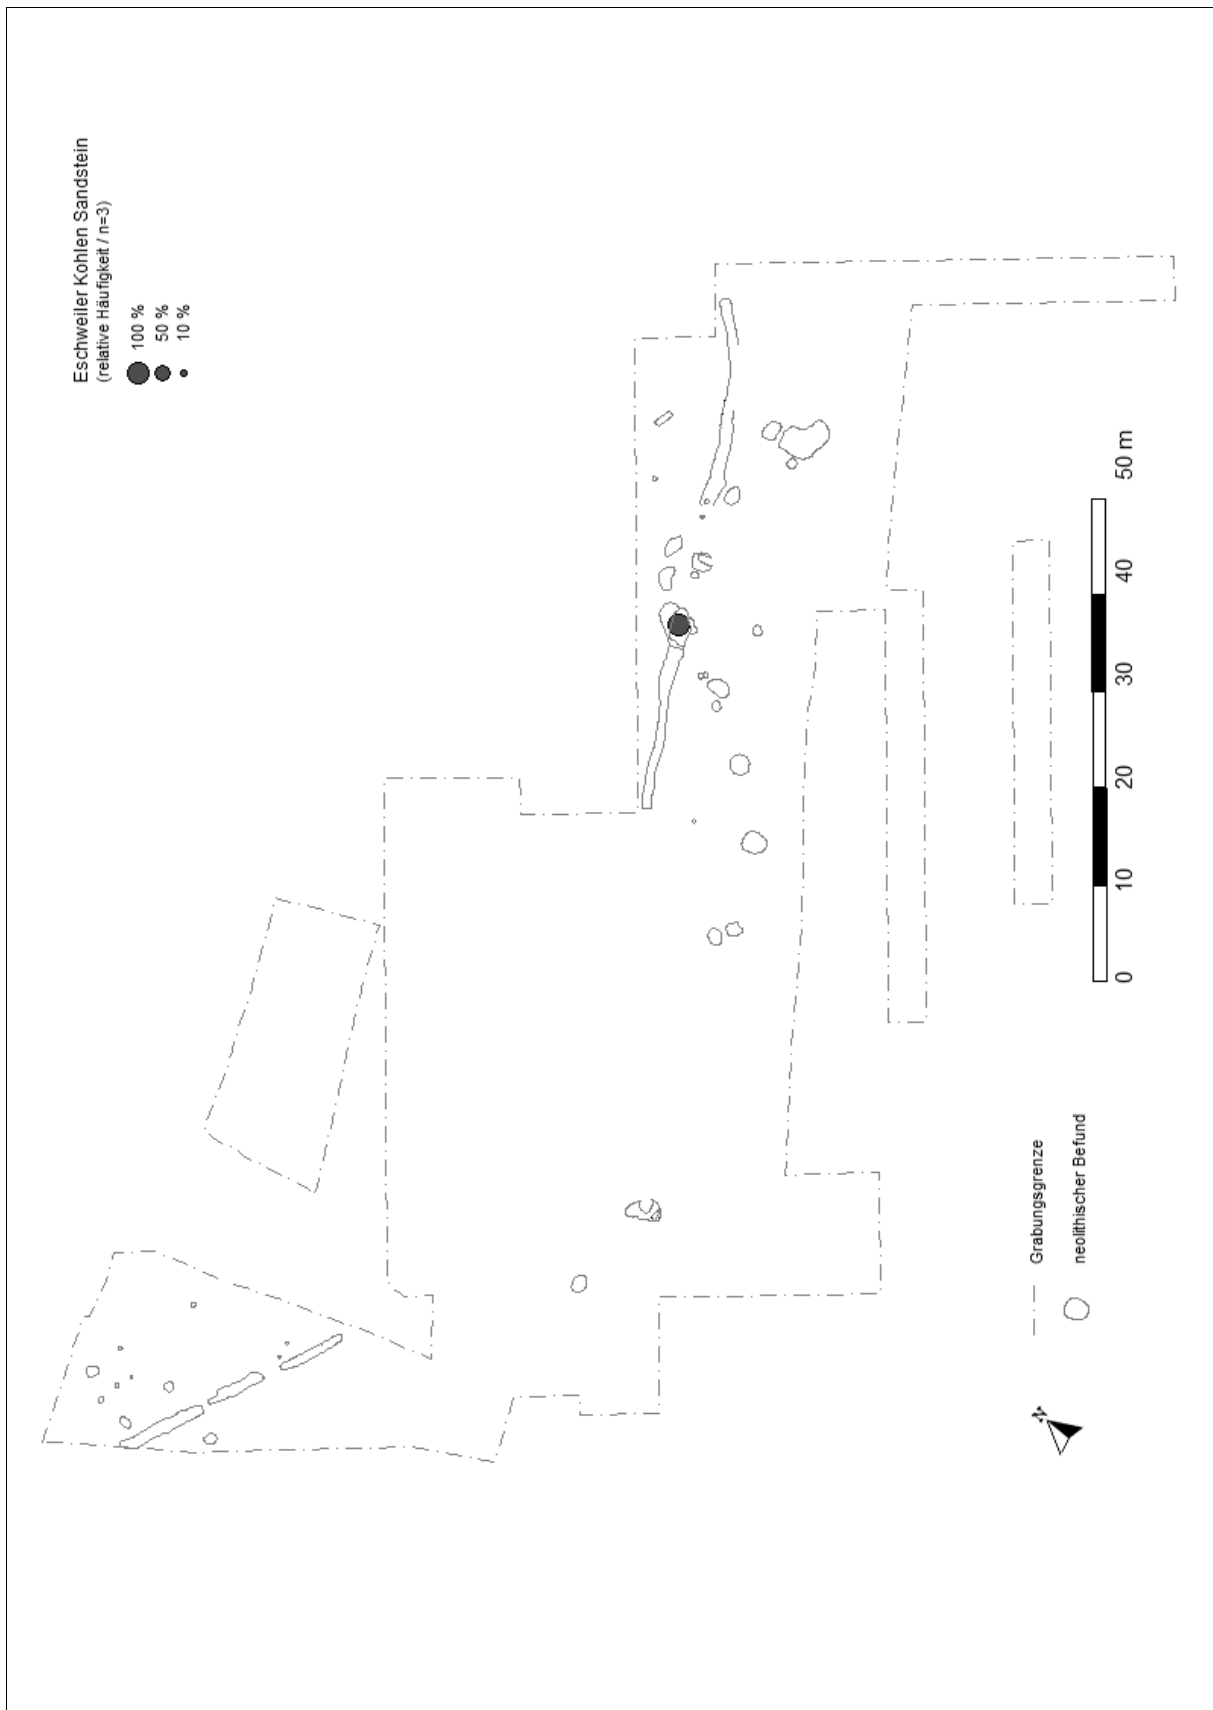 Eschweiler Kohlen Sandstein
(relative Häufigkeit / n=3)
100 %
50 %
10 %
0 10 20 30 40 50 m
Grabungsgrenze
neolithischer Befund
N